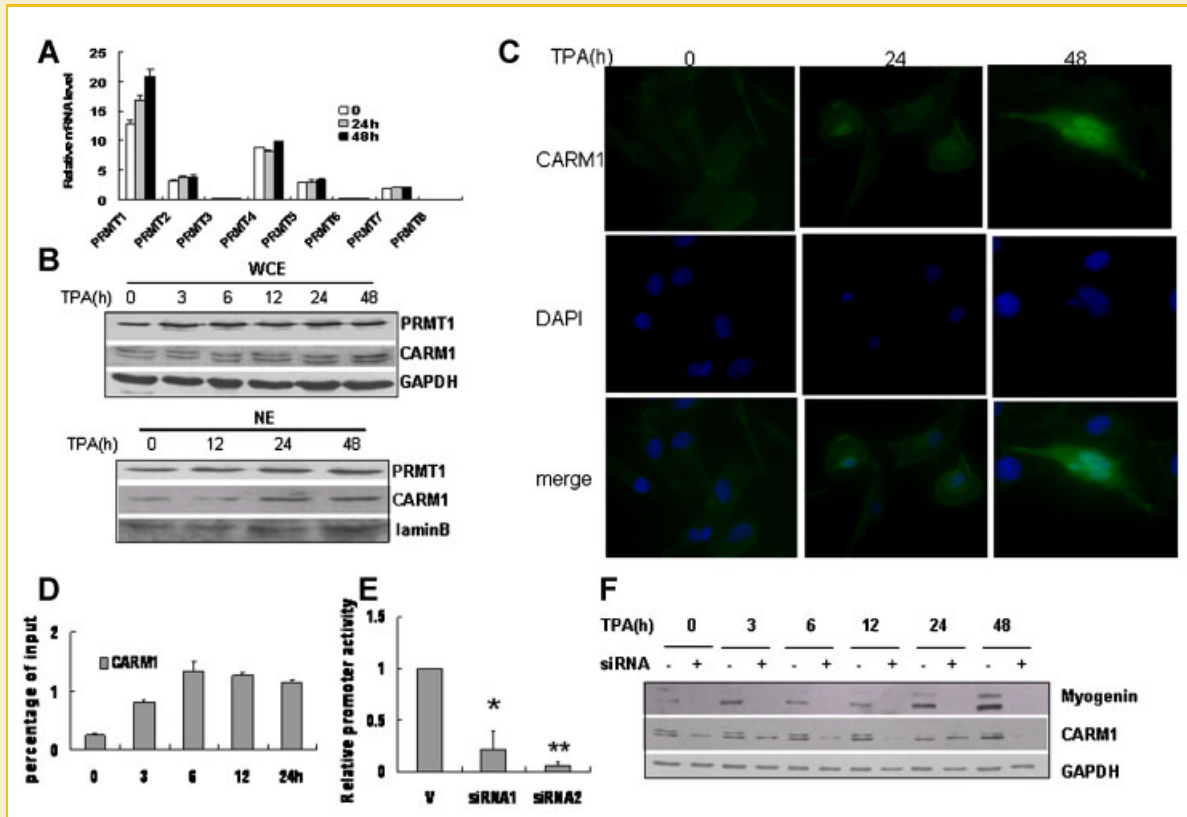 A
Relative mRNA level
25
20
15
10
5
0
0
24h
48h
PRMT1
PRMT2
PRMT3
PRMT4
PRMT5
PRMT6
PRMT7
PRMT8
B
WCE
TPA(h) 0 3 6 12 24 48
PRMT1
CARM1
GAPDH
NE
TPA(h) 0 12 24 48
PRMT1
CARM1
laminB
C
TPA(h) 0 24 48
CARM1
DAPI
merge
D
percentage of input
2
1
0
CARM1
0 3 6 12 24h
E
Relative promoter activity
1.5
1
0.5
0
*
**
V siRNA1 siRNA2
F
TPA(h) 0 3 6 12 24 48
siRNA - + - + - + - + - + - +
Myogenin
CARM1
GAPDH